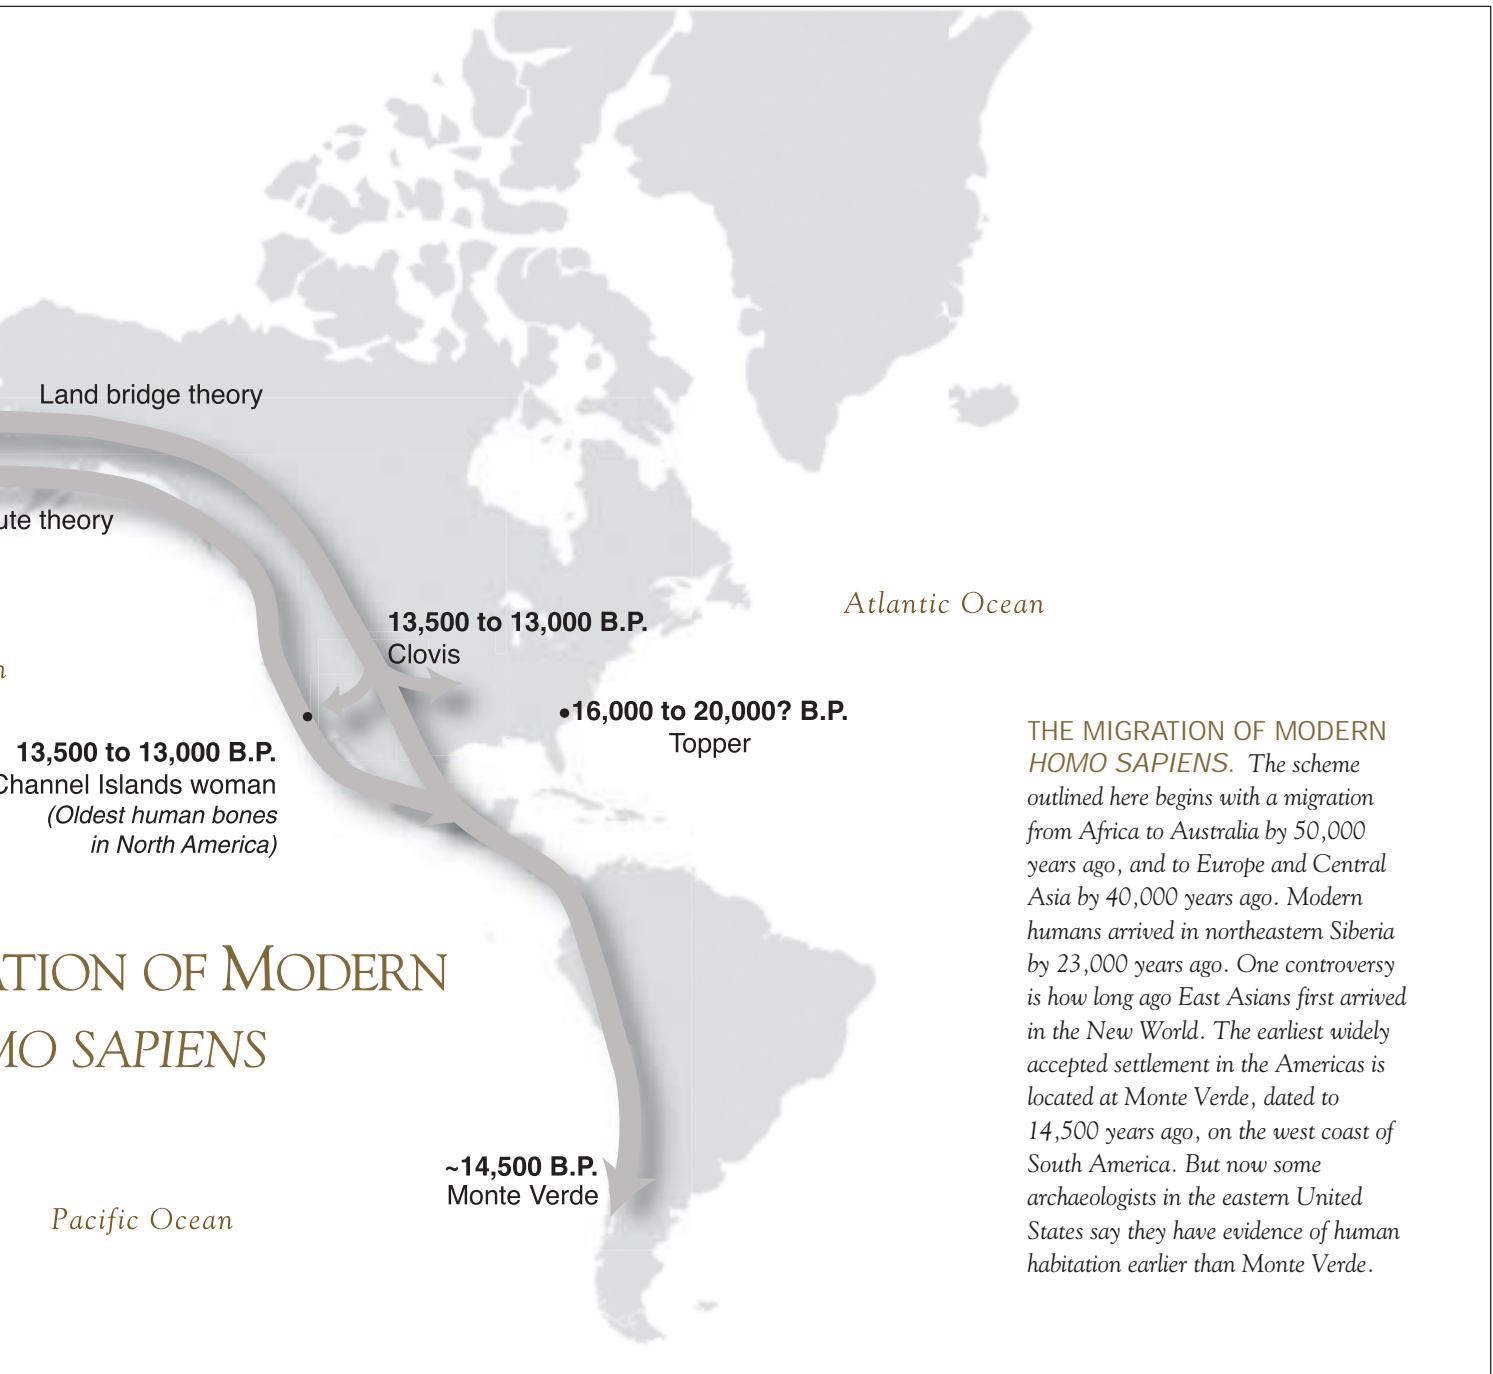 Land bridge theory
ute theory
13,500 to 13,000 B.P.
Clovis
Atlantic Ocean
n
•16,000 to 20,000? B.P.
Topper
13,500 to 13,000 B.P.
Channel Islands woman
(Oldest human bones
in North America)
ATION OF MODERN
MO SAPIENS
~14,500 B.P.
Monte Verde
Pacific Ocean
THE MIGRATION OF MODERN
HOMO SAPIENS. The scheme
outlined here begins with a migration
from Africa to Australia by 50,000
years ago, and to Europe and Central
Asia by 40,000 years ago. Modern
humans arrived in northeastern Siberia
by 23,000 years ago. One controversy
is how long ago East Asians first arrived
in the New World. The earliest widely
accepted settlement in the Americas is
located at Monte Verde, dated to
14,500 years ago, on the west coast of
South America. But now some
archaeologists in the eastern United
States say they have evidence of human
habitation earlier than Monte Verde.